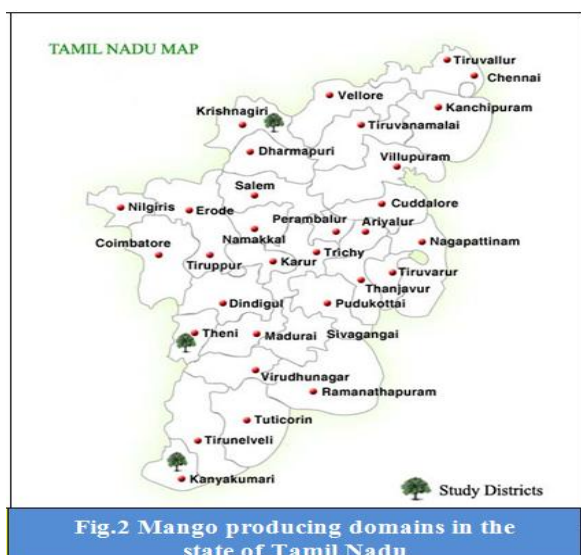 TAMIL NADU MAP
Tiruvallur
Chennai
Vellore
Kanchipuram
Krishnagiri
Tiruvanamalai
Dharmapuri
Villupuram
Salem
Cuddalore
Nilgiris
Erode
Perambalur
Ariyalur
Namakkal
Nagapattinam
Coimbatore
Trichy
Tiruppur
Karur
Tiruvarur
Thanjavur
Dindigul
Pudukottai
Theni
Madurai
Sivagangai
Virudhunagar
Ramanathapuram
Tuticorin
Tirunelveli
Kanyakumari
Study Districts
Fig.2 Mango producing domains in the
state of Tamil Nadu